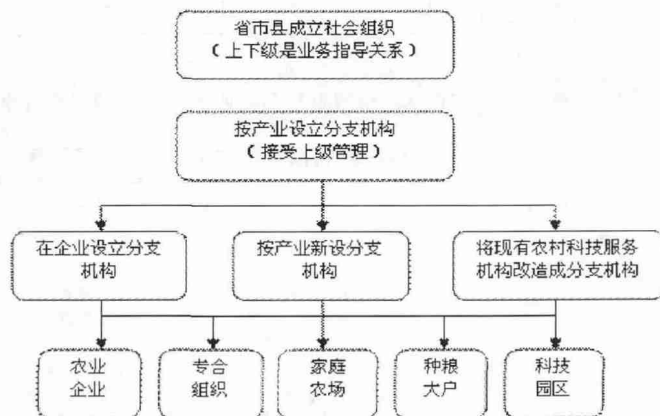 省市县成立社会组织
（上下级是业务指导关系）
按产业设立分支机构
（接受上级管理）
在企业设立分支
机构
按产业新设分支
机构
将现有农村科技服务
机构改造成分支机构
农业
企业
专合
组织
家庭
农场
种粮
大户
科技
园区